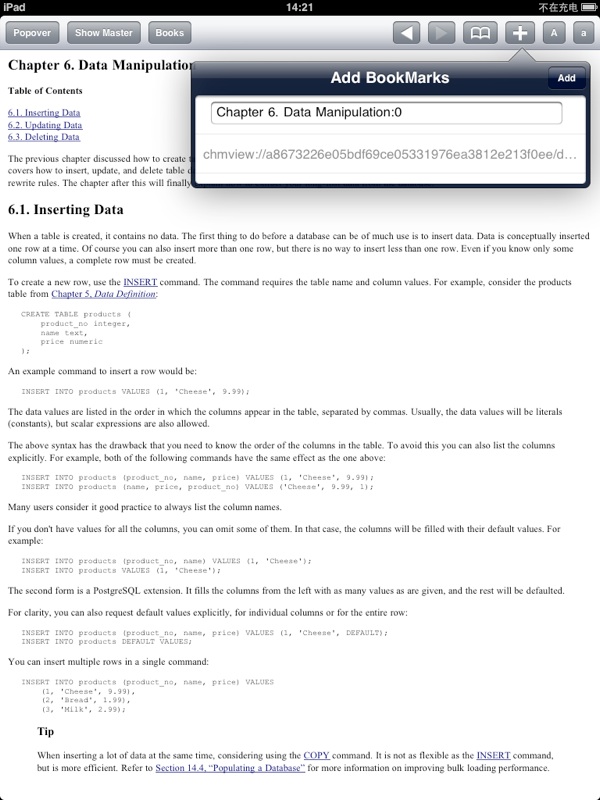 iPad 14:21 不在充电
Popover Show Master Books A a
Chapter 6. Data Manipulation
Add BookMarks Add
Table of Contents
Chapter 6. Data Manipulation:0
6.1. Inserting Data
6.2. Updating Data
6.3. Deleting Data
chmview://a8673226e05bdf69ce05331976ea3812e213f0ee/d...
The previous chapter discussed how to create t
covers how to insert, update, and delete table d
rewrite rules. The chapter after this will finally
6.1. Inserting Data
When a table is created, it contains no data. The first thing to do before a database can be of much use is to insert data. Data is conceptually inserted
one row at a time. Of course you can also insert more than one row, but there is no way to insert less than one row. Even if you know only some
column values, a complete row must be created.
To create a new row, use the INSERT command. The command requires the table name and column values. For example, consider the products
table from Chapter 5, Data Definition:
CREATE TABLE products (
product_no integer,
name text,
price numeric
);
An example command to insert a row would be:
INSERT INTO products VALUES (1, 'Cheese', 9.99);
The data values are listed in the order in which the columns appear in the table, separated by commas. Usually, the data values will be literals
(constants), but scalar expressions are also allowed.
The above syntax has the drawback that you need to know the order of the columns in the table. To avoid this you can also list the columns
explicitly. For example, both of the following commands have the same effect as the one above:
INSERT INTO products (product_no, name, price) VALUES (1, 'Cheese', 9.99);
INSERT INTO products (name, price, product_no) VALUES ('Cheese', 9.99, 1);
Many users consider it good practice to always list the column names.
If you don't have values for all the columns, you can omit some of them. In that case, the columns will be filled with their default values. For
example:
INSERT INTO products (product_no, name) VALUES (1, 'Cheese');
INSERT INTO products VALUES (1, 'Cheese');
The second form is a PostgreSQL extension. It fills the columns from the left with as many values as are given, and the rest will be defaulted.
For clarity, you can also request default values explicitly, for individual columns or for the entire row:
INSERT INTO products (product_no, name, price) VALUES (1, 'Cheese', DEFAULT);
INSERT INTO products DEFAULT VALUES;
You can insert multiple rows in a single command:
INSERT INTO products (product_no, name, price) VALUES
(1, 'Cheese', 9.99),
(2, 'Bread', 1.99),
(3, 'Milk', 2.99);
Tip
When inserting a lot of data at the same time, considering using the COPY command. It is not as flexible as the INSERT command,
but is more efficient. Refer to Section 14.4, “Populating a Database” for more information on improving bulk loading performance.